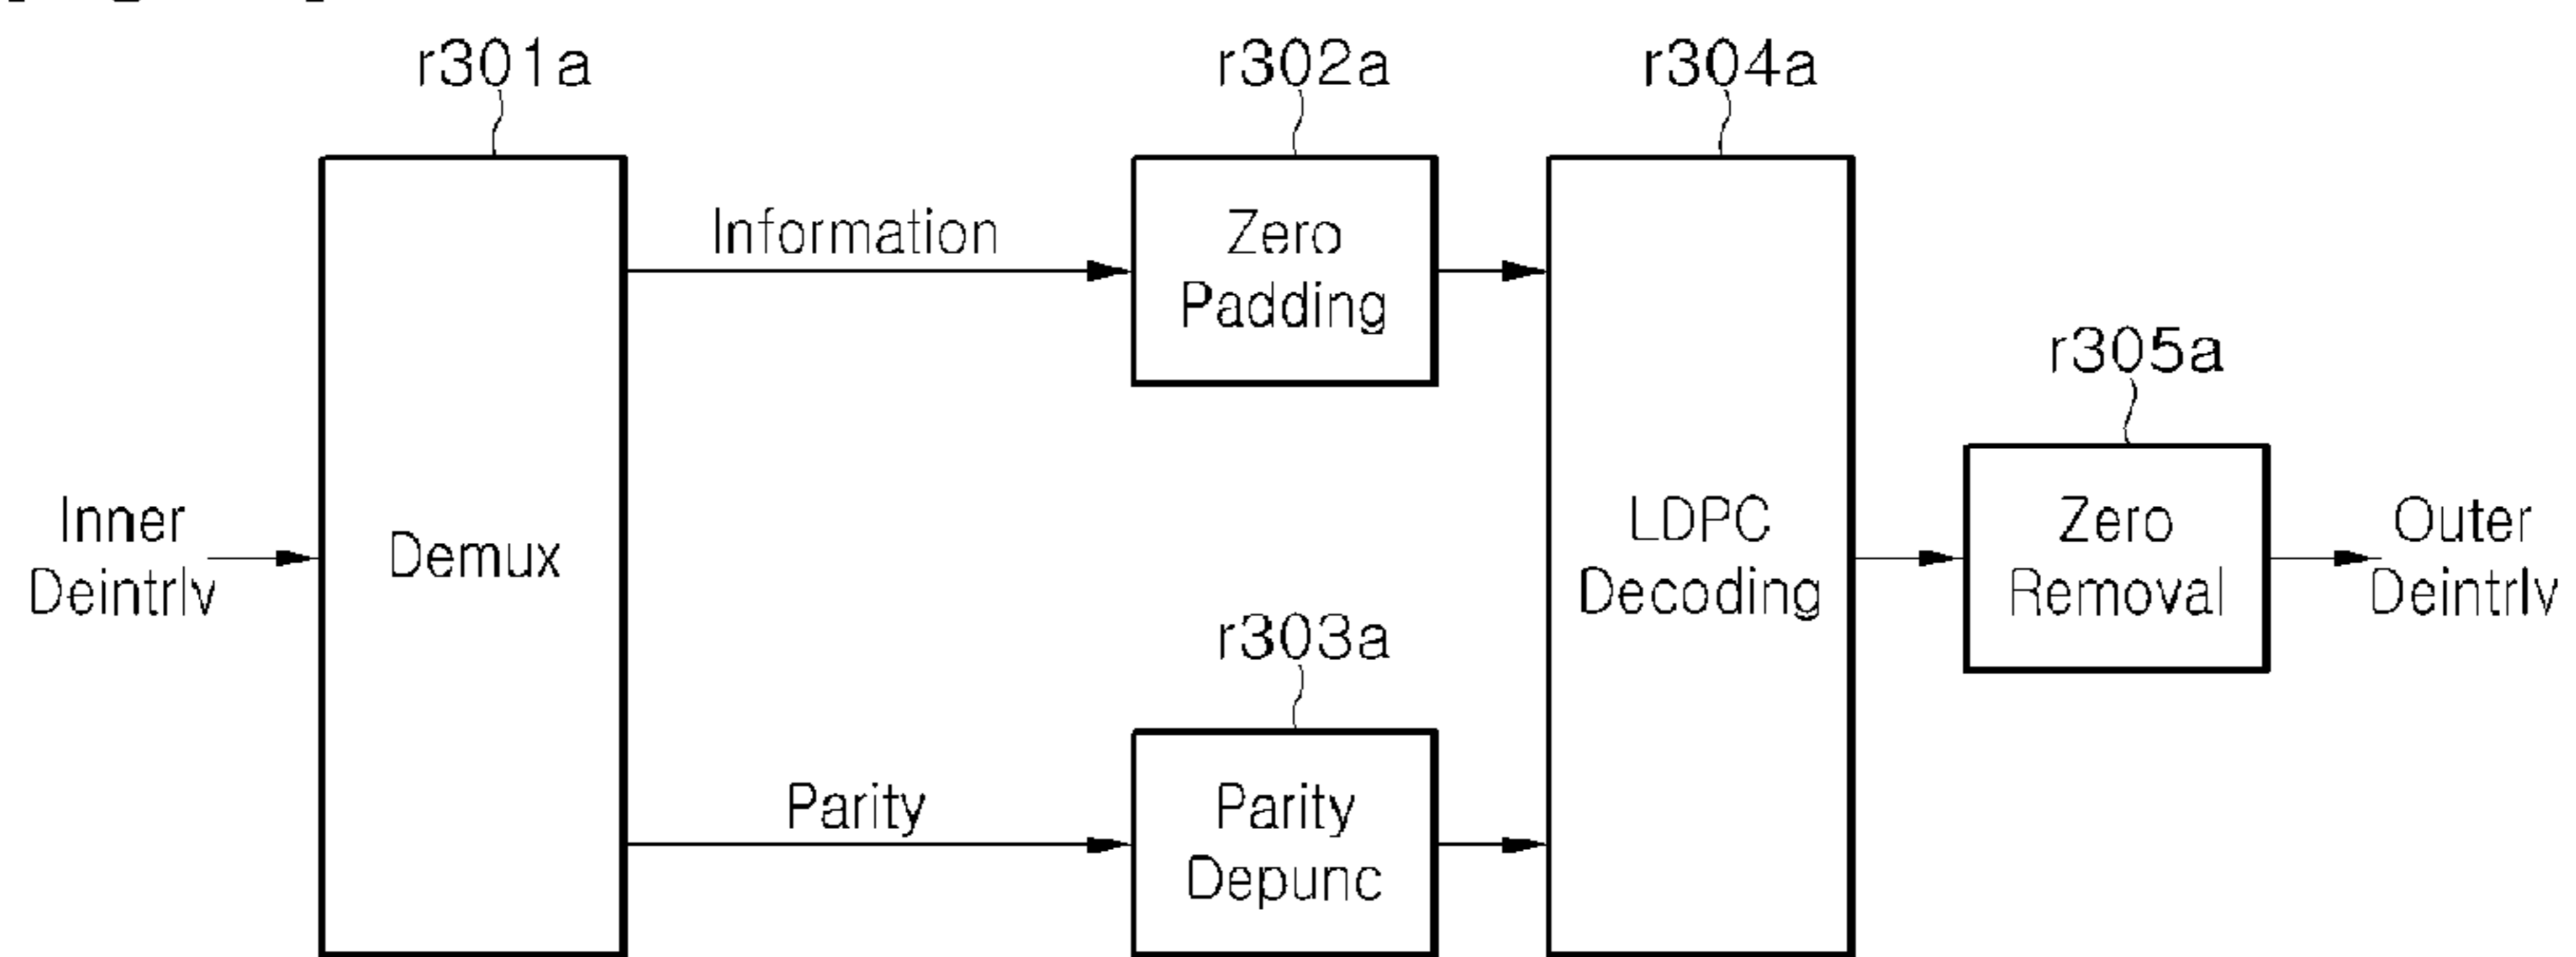 r301a
r302a
r304a
Information
Zero
Padding
r305a
Inner
Deintrlv
Demux
LDPC
Decoding
Zero
Removal
Outer
Deintrlv
r303a
Parity
Parity
Depunc